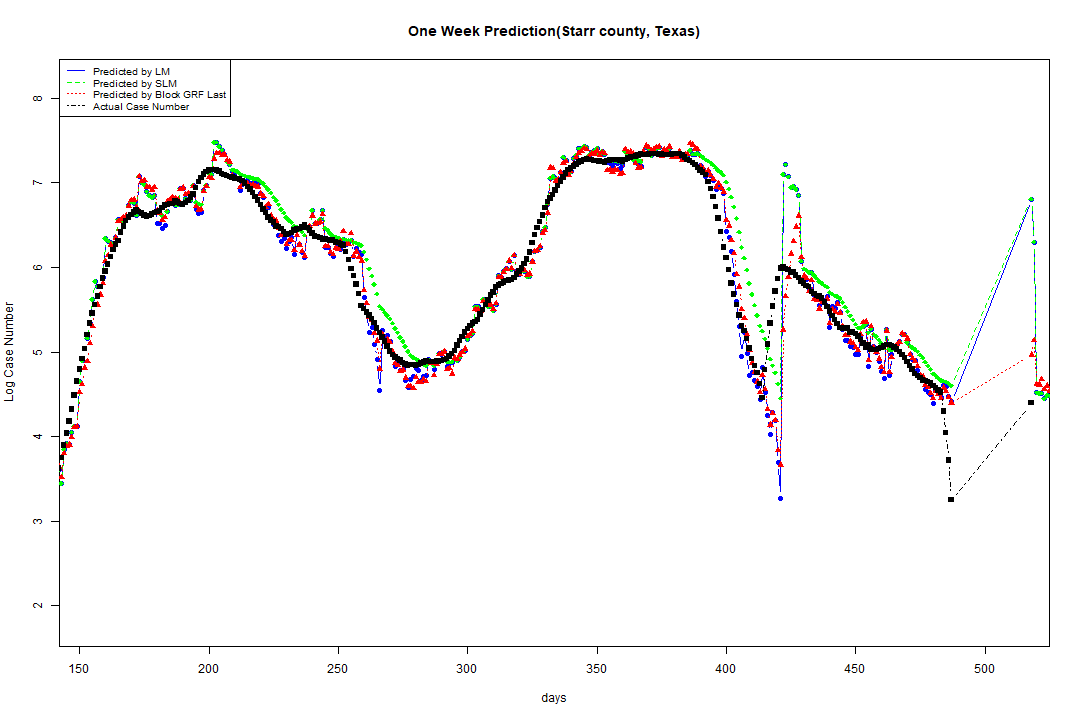 One Week Prediction(Starr county, Texas)
Predicted by LM
Predicted by SLM
Predicted by Block GRF Last
Actual Case Number
8
7
6
5
4
3
2
Log Case Number
150 200 250 300 350 400 450 500
days